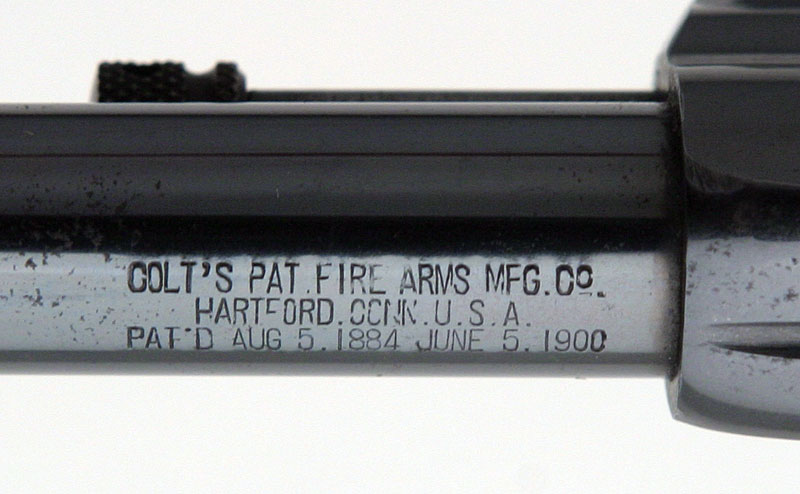 COLT'S PAT. FIRE ARMS MFG. Co.
HARTFORD. CONN. U.S.A.
PAT'D AUG 5. 1884 JUNE 5. 1900